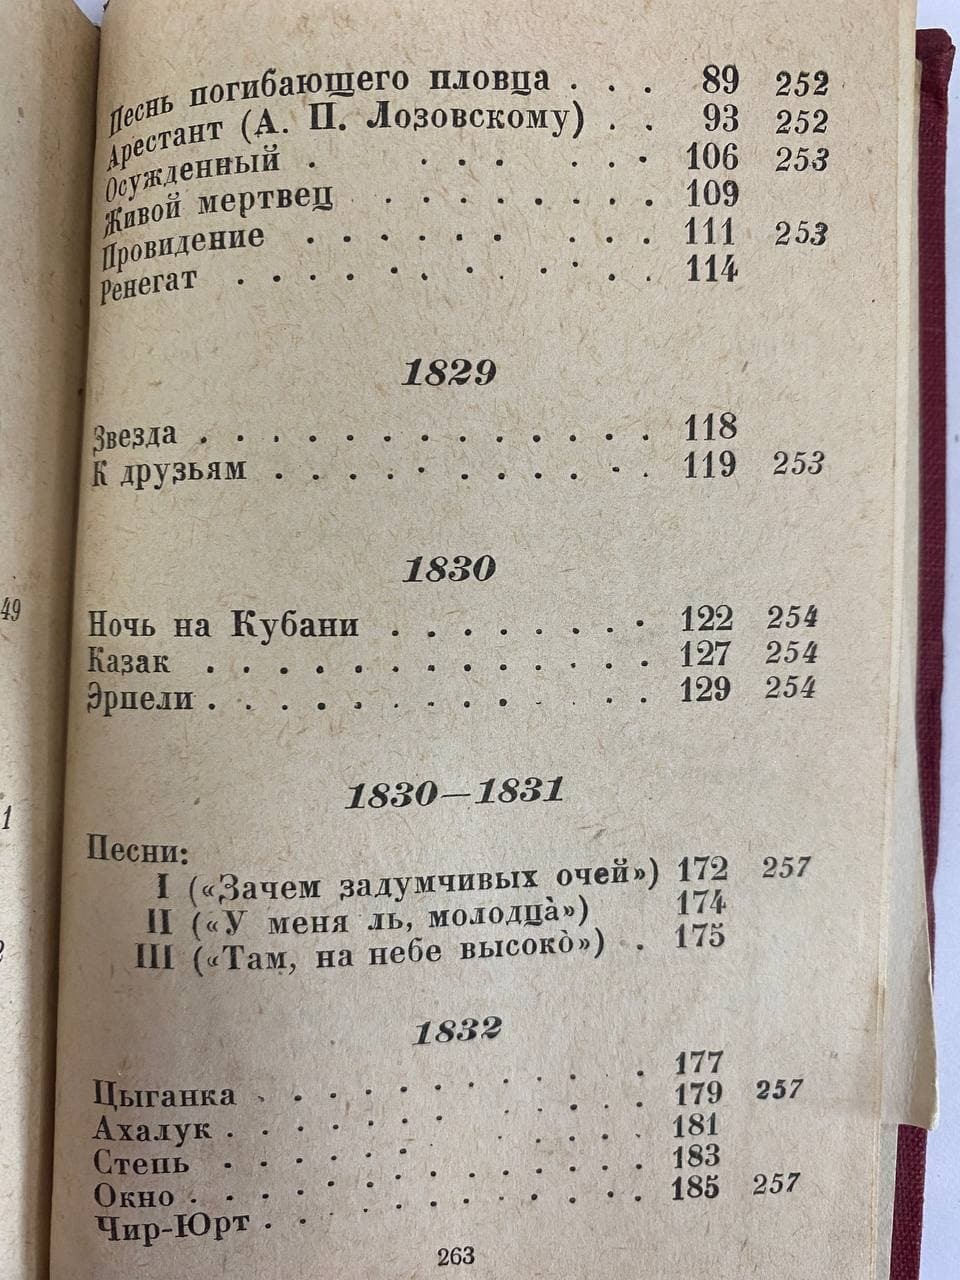 Песнь погибающего пловца . . . 89 252
Арестант (А. П. Лозовскому) . . 93 252
Осужденный . . . . . . . 106 253
Живой мертвец . . . . . . . . 109
Провидение . . . . . . . . . 111 253
Ренегат . . . . . . . . . . . 114
1829
Звезда . . . . . . . . . . . . . 118
К друзьям . . . . . . . . . . . 119 253
1830
Ночь на Кубани . . . . . . . . 122 254
Казак . . . . . . . . . . . . . 127 254
Эрпели . . . . . . . . . . . . . 129 254
1830—1831
Песни:
I («Зачем задумчивых очей») 172 257
II («У меня ль, молодца̀») 174
III («Там, на небе высоко̀») . . 175
1832
Цыганка . . . . . . . . . . . 177
Ахалук . . . . . . . . . . . . 179 257
Степь . . . . . . . . . . . . 181
Окно . . . . . . . . . . . . . 183
Чир-Юрт . . . . . . . . . . . 185 257
263
49
1